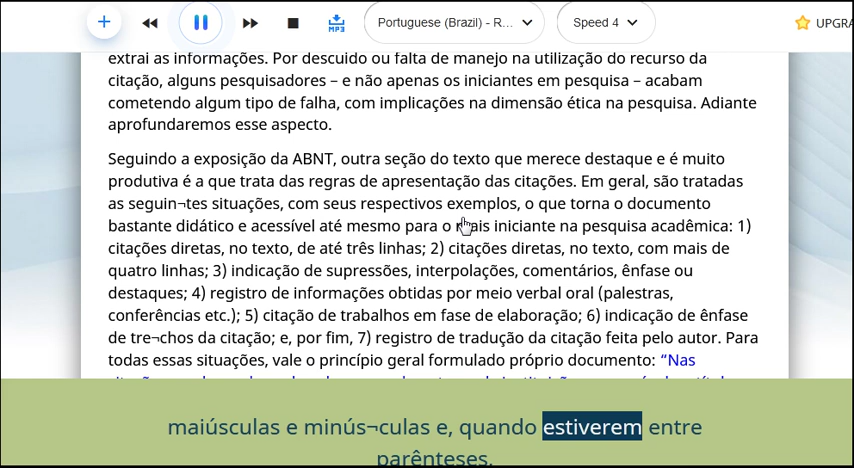 MP3
Portuguese (Brazil) - R...
Speed 4
UPGRA
extrai as informações. Por descuido ou falta de manejo na utilização do recurso da
citação, alguns pesquisadores – e não apenas os iniciantes em pesquisa – acabam
cometendo algum tipo de falha, com implicações na dimensão ética na pesquisa. Adiante
aprofundaremos esse aspecto.
Seguindo a exposição da ABNT, outra seção do texto que merece destaque e é muito
produtiva é a que trata das regras de apresentação das citações. Em geral, são tratadas
as seguin¬tes situações, com seus respectivos exemplos, o que torna o documento
bastante didático e acessível até mesmo para o mais iniciante na pesquisa acadêmica: 1)
citações diretas, no texto, de até três linhas; 2) citações diretas, no texto, com mais de
quatro linhas; 3) indicação de supressões, interpolações, comentários, ênfase ou
destaques; 4) registro de informações obtidas por meio verbal oral (palestras,
conferências etc.); 5) citação de trabalhos em fase de elaboração; 6) indicação de ênfase
de tre¬chos da citação; e, por fim, 7) registro de tradução da citação feita pelo autor. Para
todas essas situações, vale o princípio geral formulado próprio documento: “Nas
maiúsculas e minús¬culas e, quando estiverem entre
parênteses.